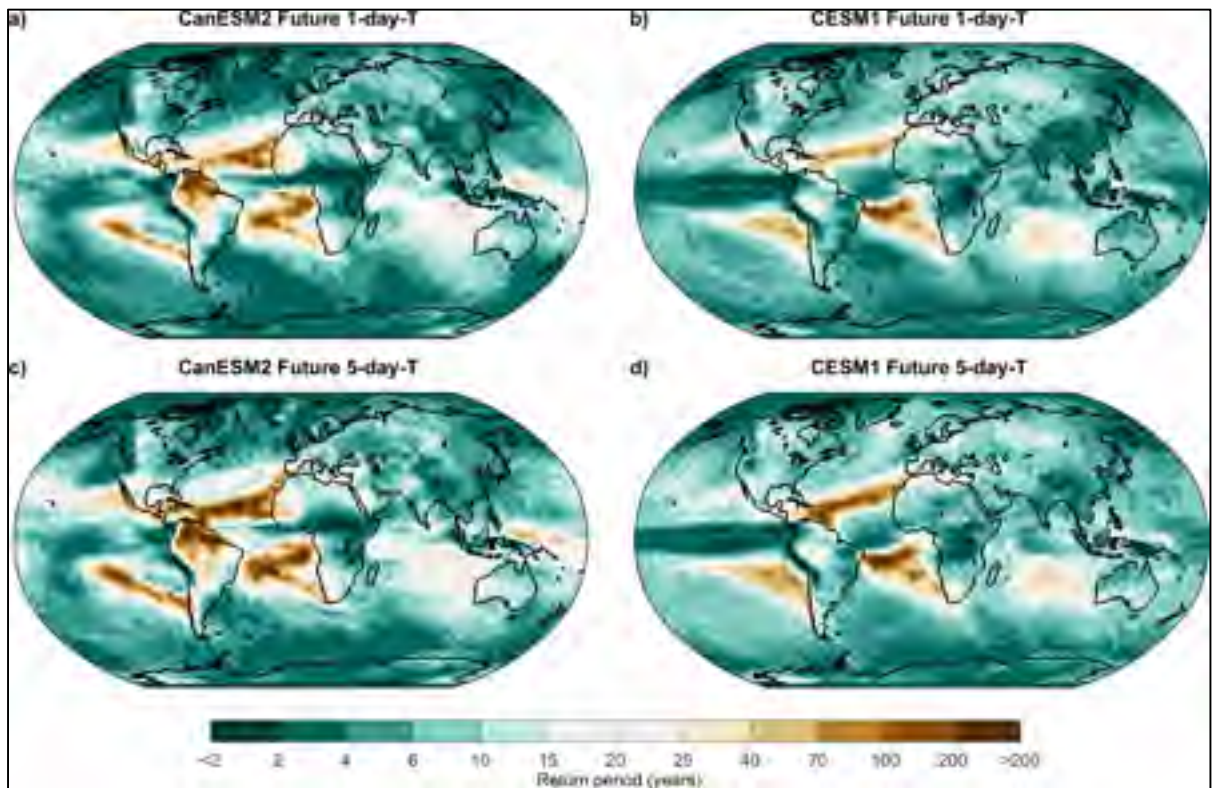 a) CanESM2 Future 1-day-T
b) CESM1 Future 1-day-T
c) CanESM2 Future 5-day-T
d) CESM1 Future 5-day-T
<2 2 4 6 10 15 20 29 40 70 100 200 >200
Return period (years)